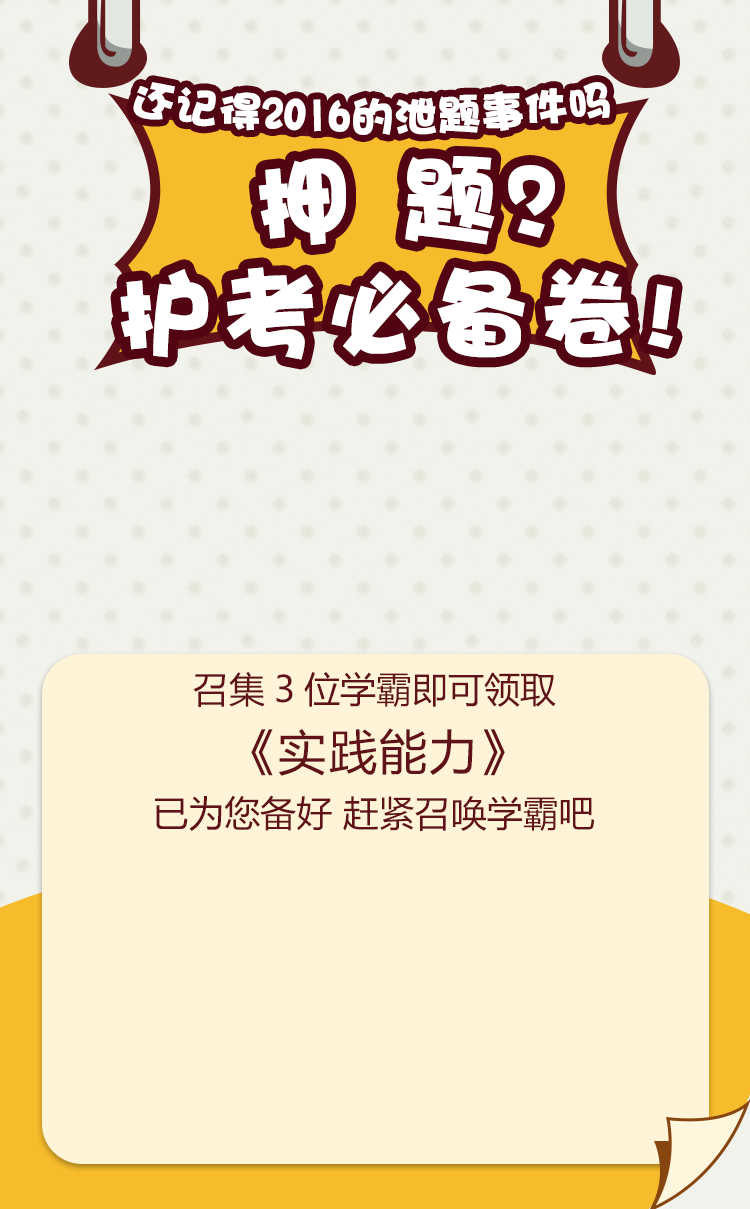 还记得2016的泄题事件吗
押 题?
护考必备卷!
召集 3 位学霸即可领取
《实践能力》
已为您备好 赶紧召唤学霸吧